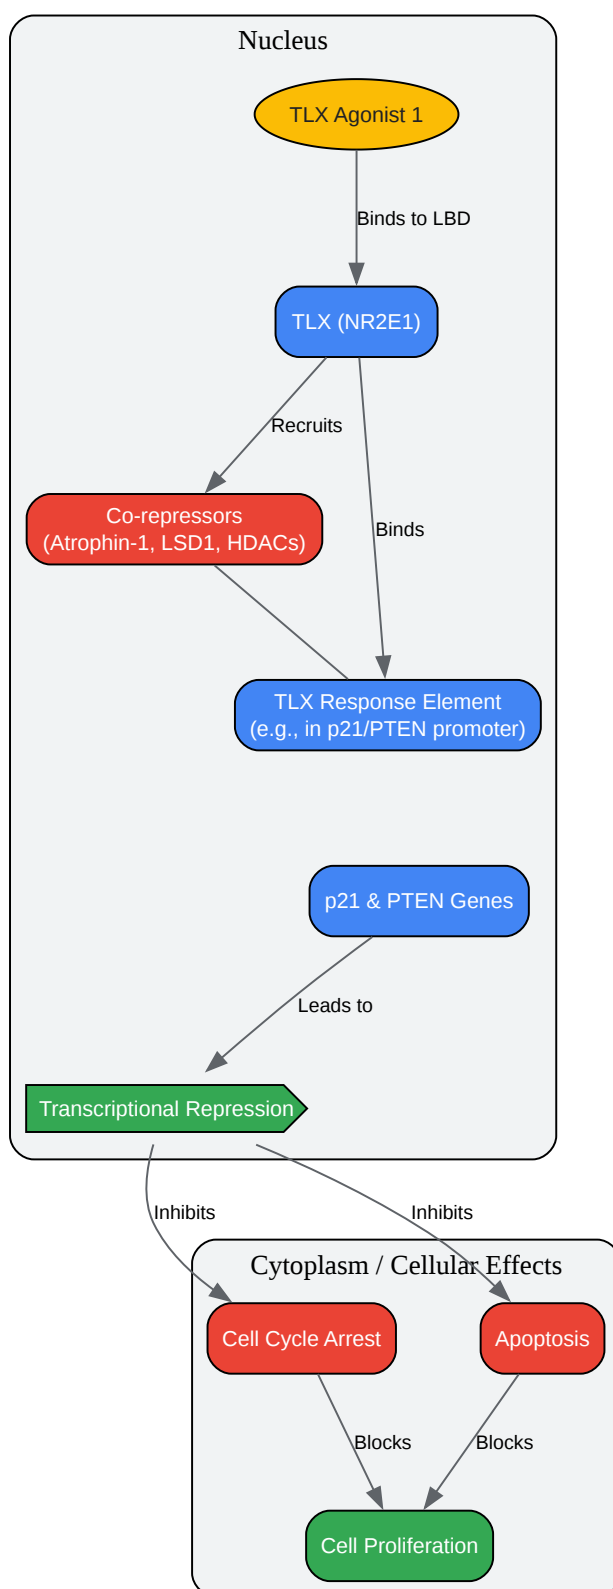 Nucleus
TLX Agonist 1
Binds to LBD
TLX (NR2E1)
Recruits
Co-repressors
(Atrophin-1, LSD1, HDACs)
Binds
TLX Response Element
(e.g., in p21/PTEN promoter)
p21 & PTEN Genes
Leads to
Transcriptional Repression
Inhibits
Inhibits
Cytoplasm / Cellular Effects
Cell Cycle Arrest
Apoptosis
Blocks
Blocks
Cell Proliferation